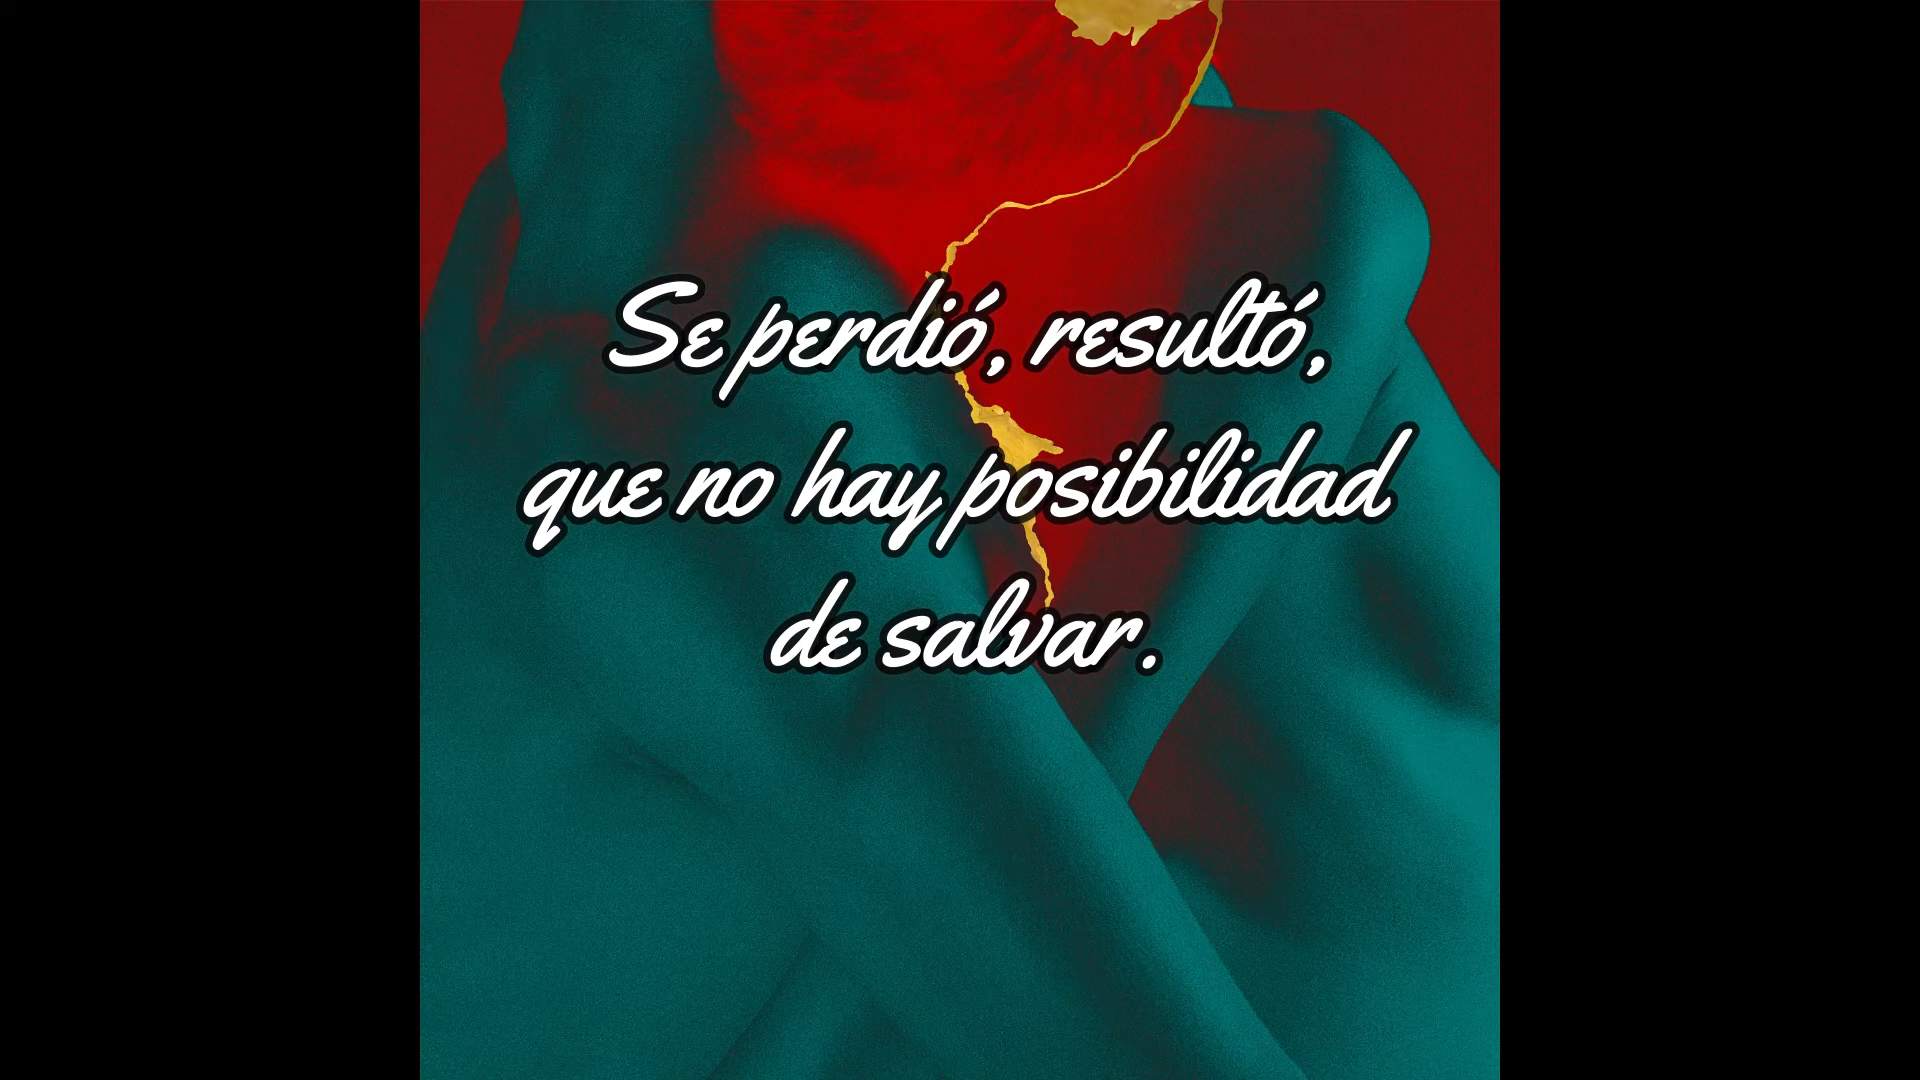 Se perdió, resultó,
que no hay posibilidad
de salvar.